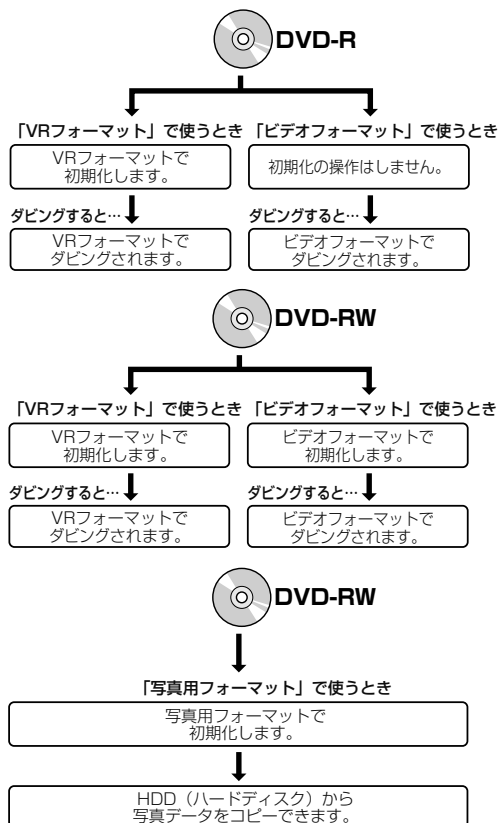 DVD-R
「VRフォーマット」で使うとき
「ビデオフォーマット」で使うとき
VRフォーマットで
初期化します。
初期化の操作はしません。
ダビングすると…
ダビングすると…
VRフォーマットで
ダビングされます。
ビデオフォーマットで
ダビングされます。
DVD-RW
「VRフォーマット」で使うとき
「ビデオフォーマット」で使うとき
VRフォーマットで
初期化します。
ビデオフォーマットで
初期化します。
ダビングすると…
ダビングすると…
VRフォーマットで
ダビングされます。
ビデオフォーマットで
ダビングされます。
DVD-RW
「写真用フォーマット」で使うとき
写真用フォーマットで
初期化します。
HDD（ハードディスク）から
写真データをコピーできます。